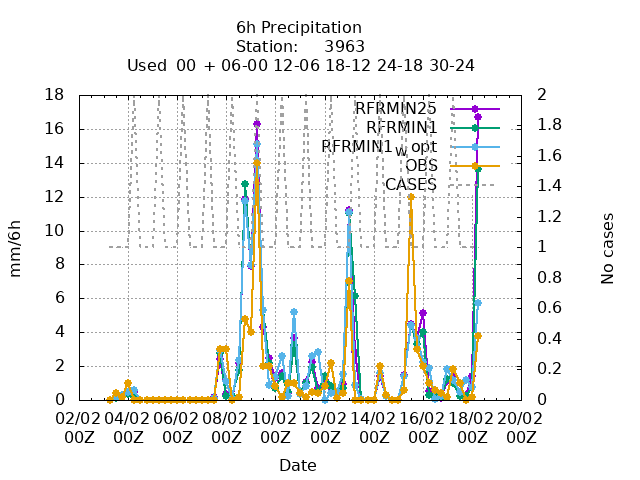 6h Precipitation
Station: 3963
Used 00 + 06-00 12-06 18-12 24-18 30-24
18 2
16 1.8
14 1.6
12 1.4
10 1.2
8 1
6 0.8
4 0.6
2 0.4
0 0.2
0
RFRMIN25
RFRMIN1
RFRMIN1w opt
OBS
CASES
mm/6h
No cases
02/02 04/02 06/02 08/02 10/02 12/02 14/02 16/02 18/02 20/02
00Z 00Z 00Z 00Z 00Z 00Z 00Z 00Z 00Z 00Z
Date